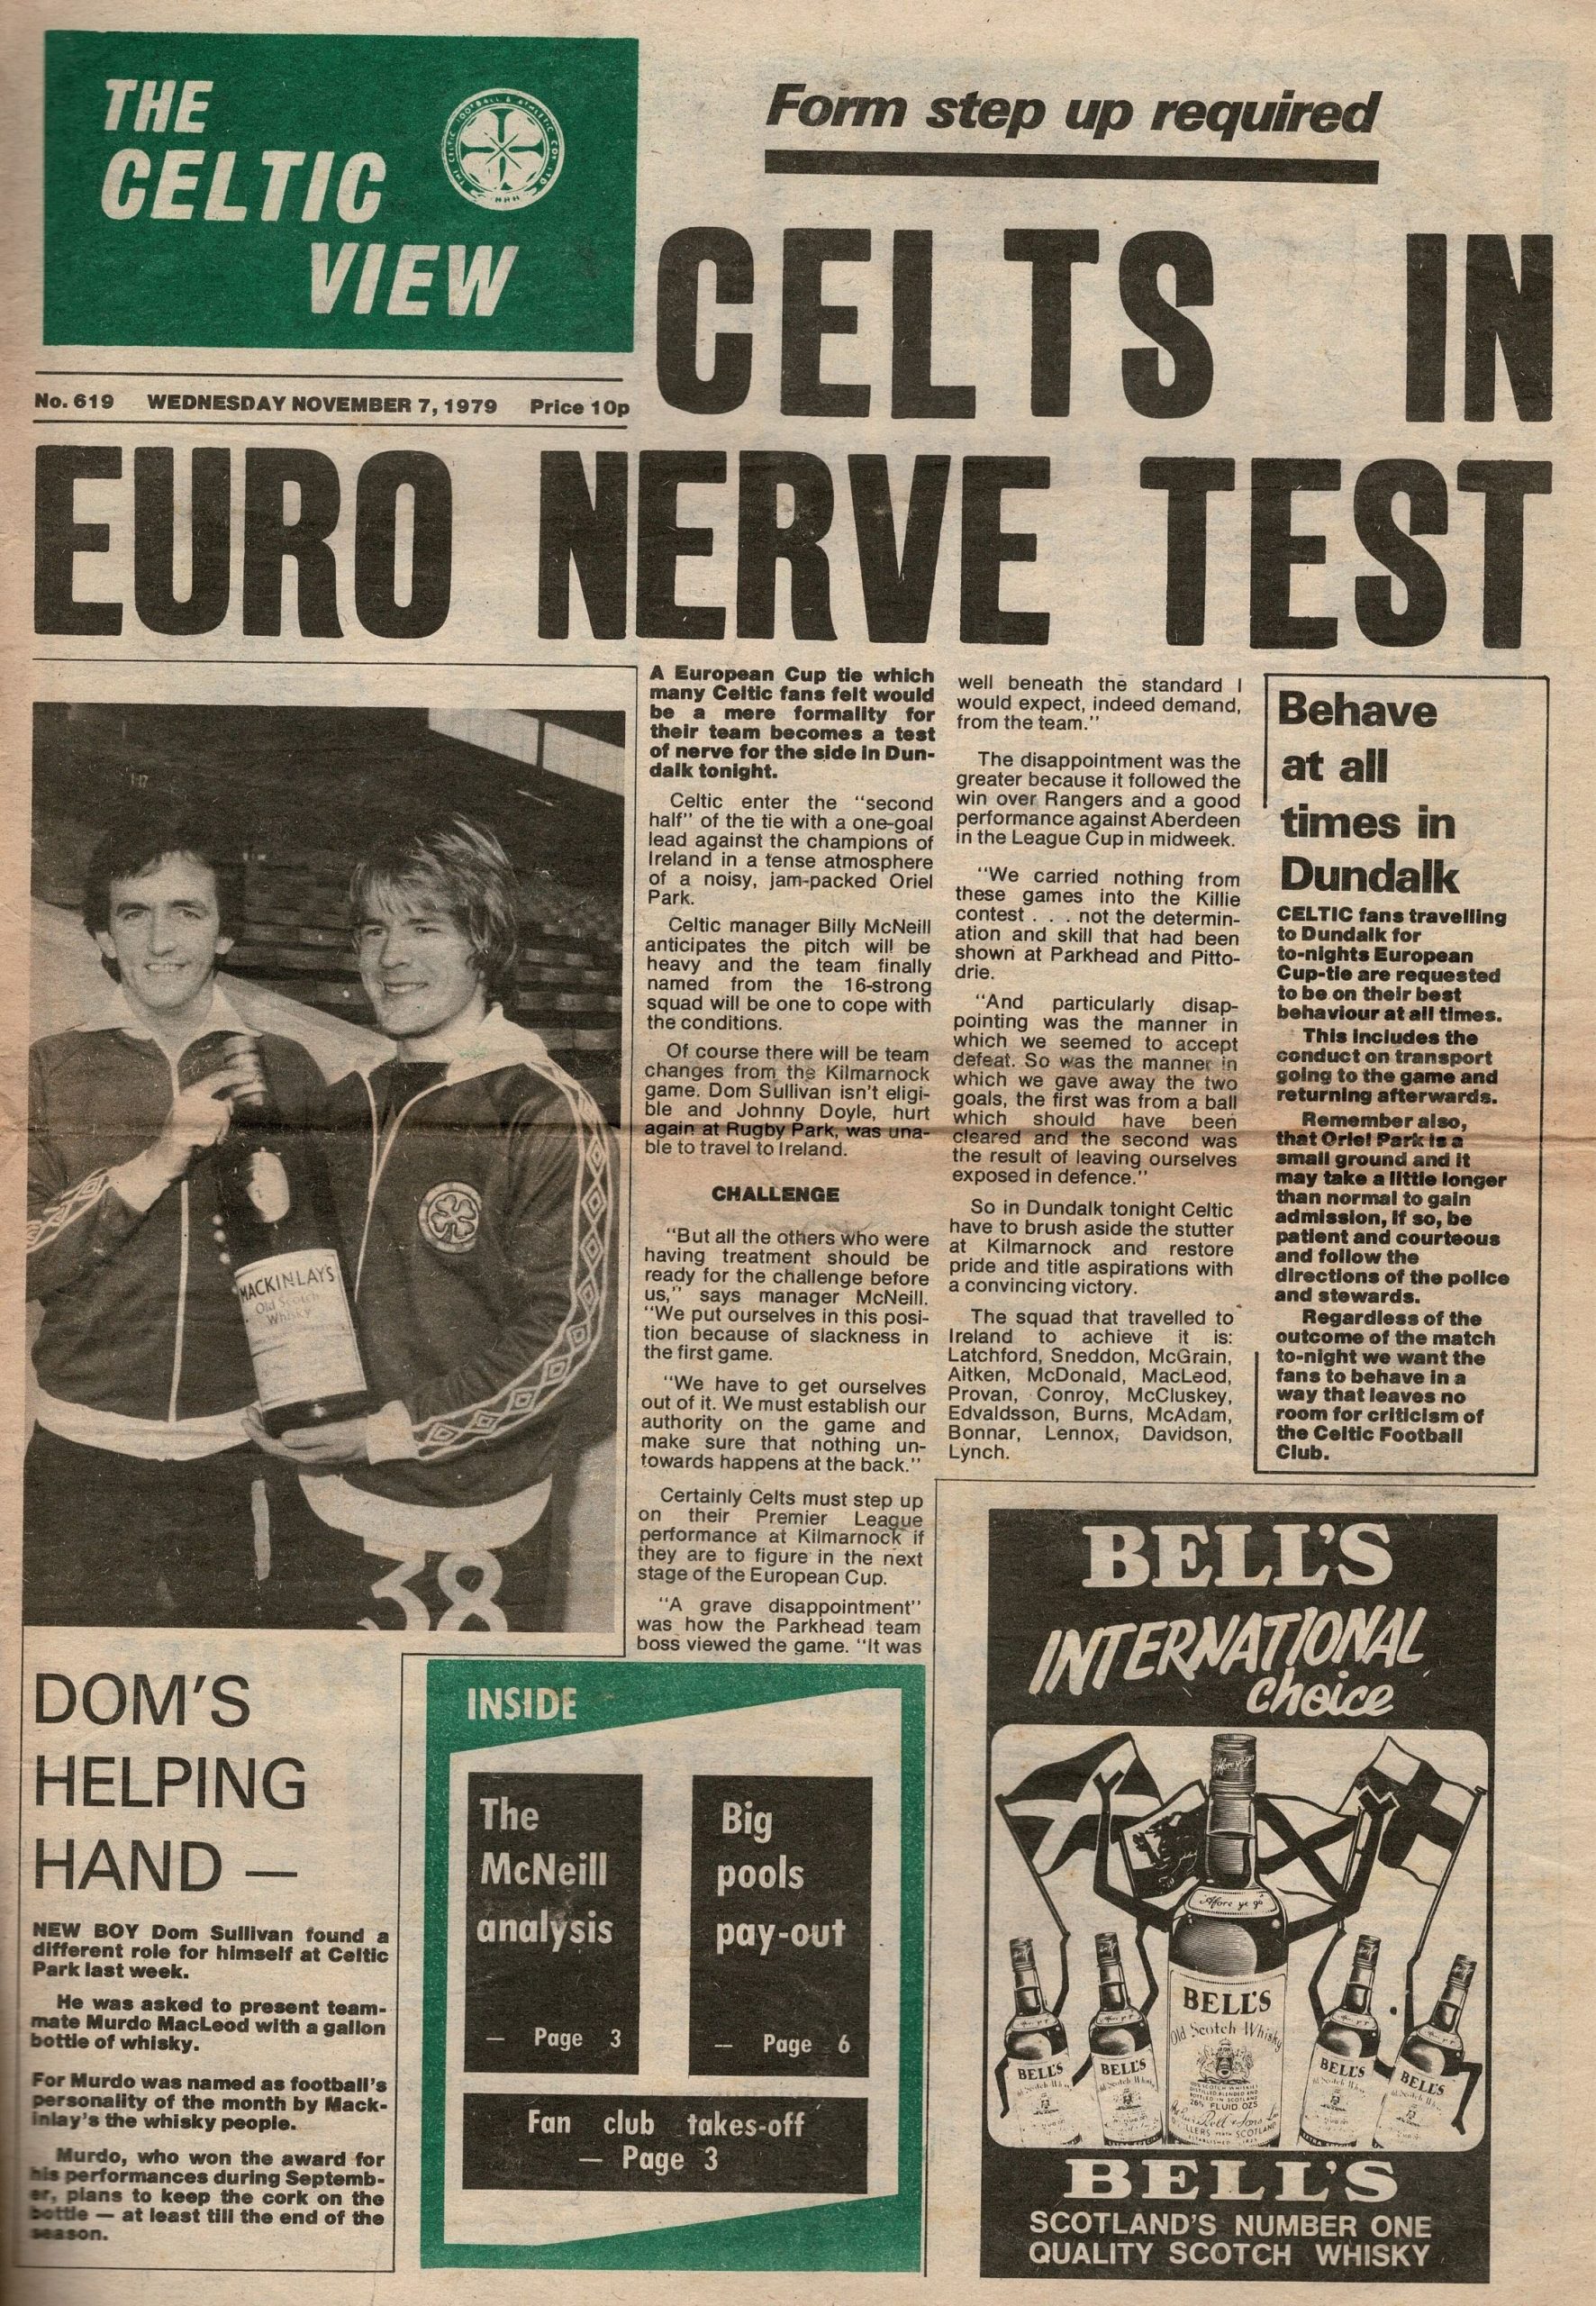 THE
CELTIC
VIEW
THE CELTIC FOOTBALL & ATHLETIC COY LTD
No. 619 WEDNESDAY NOVEMBER 7, 1979 Price 10p
Form step up required
CELTS IN
EURO NERVE TEST
MACKINLAY'S
Old Scotch
Whisky
38
A European Cup tie which
many Celtic fans felt would
be a mere formality for
their team becomes a test
of nerve for the side in Dun-
dalk tonight.
Celtic enter the "second
half" of the tie with a one-goal
lead against the champions of
Ireland in a tense atmosphere
of a noisy, jam-packed Oriel
Park.
Celtic manager Billy McNeill
anticipates the pitch will be
heavy and the team finally
named from the 16-strong
squad will be one to cope with
the conditions.
Of course there will be team
changes from the Kilmarnock
game. Dom Sullivan isn't eligi-
ble and Johnny Doyle, hurt
again at Rugby Park, was una-
ble to travel to Ireland.
CHALLENGE
"But all the others who were
having treatment should be
ready for the challenge before
us," says manager McNeill.
"We put ourselves in this posi-
tion because of slackness in
the first game.
"We have to get ourselves
out of it. We must establish our
authority on the game and
make sure that nothing un-
towards happens at the back."
Certainly Celts must step up
on their Premier League
performance at Kilmarnock if
they are to figure in the next
stage of the European Cup.
"A grave disappointment"
was how the Parkhead team
boss viewed the game. "It was
well beneath the standard I
would expect, indeed demand,
from the team."
The disappointment was the
greater because it followed the
win over Rangers and a good
performance against Aberdeen
in the League Cup in midweek.
"We carried nothing from
these games into the Killie
contest . . . not the determin-
ation and skill that had been
shown at Parkhead and Pitto-
drie.
"And particularly disap-
pointing was the manner in
which we seemed to accept
defeat. So was the manner in
which we gave away the two
goals, the first was from a ball
which should have been
cleared and the second was
the result of leaving ourselves
exposed in defence."
So in Dundalk tonight Celtic
have to brush aside the stutter
at Kilmarnock and restore
pride and title aspirations with
a convincing victory.
The squad that travelled to
Ireland to achieve it is:
Latchford, Sneddon, McGrain,
Aitken, McDonald, MacLeod,
Provan, Conroy, McCluskey,
Edvaldsson, Burns, McAdam,
Bonnar, Lennox, Davidson,
Lynch.
Behave
at all
times in
Dundalk
CELTIC fans travelling
to Dundalk for
to-nights European
Cup-tie are requested
to be on their best
behaviour at all times.
This includes the
conduct on transport
going to the game and
returning afterwards.
Remember also,
that Oriel Park is a
small ground and it
may take a little longer
than normal to gain
admission, if so, be
patient and courteous
and follow the
directions of the police
and stewards.
Regardless of the
outcome of the match
to-night we want the
fans to behave in a
way that leaves no
room for criticism of
the Celtic Football
Club.
DOM'S
HELPING
HAND —
NEW BOY Dom Sullivan found a
different role for himself at Celtic
Park last week.
He was asked to present team-
mate Murdo MacLeod with a gallon
bottle of whisky.
For Murdo was named as football's
personality of the month by Mack-
inlay's the whisky people.
Murdo, who won the award for
his performances during Septemb-
er, plans to keep the cork on the
bottle — at least till the end of the
season.
INSIDE
The
McNeill
analysis
— Page 3
Big
pools
pay-out
— Page 6
Fan club takes-off
— Page 3
BELL'S
INTERNATIONAL
choice
Afore ye go
Afore ye go
BELL'S
Old Scotch Whisky
26⅔ FLUID OZS
BELL'S
BELL'S
BELL'S
BELL'S
BELL'S
SCOTLAND'S NUMBER ONE
QUALITY SCOTCH WHISKY